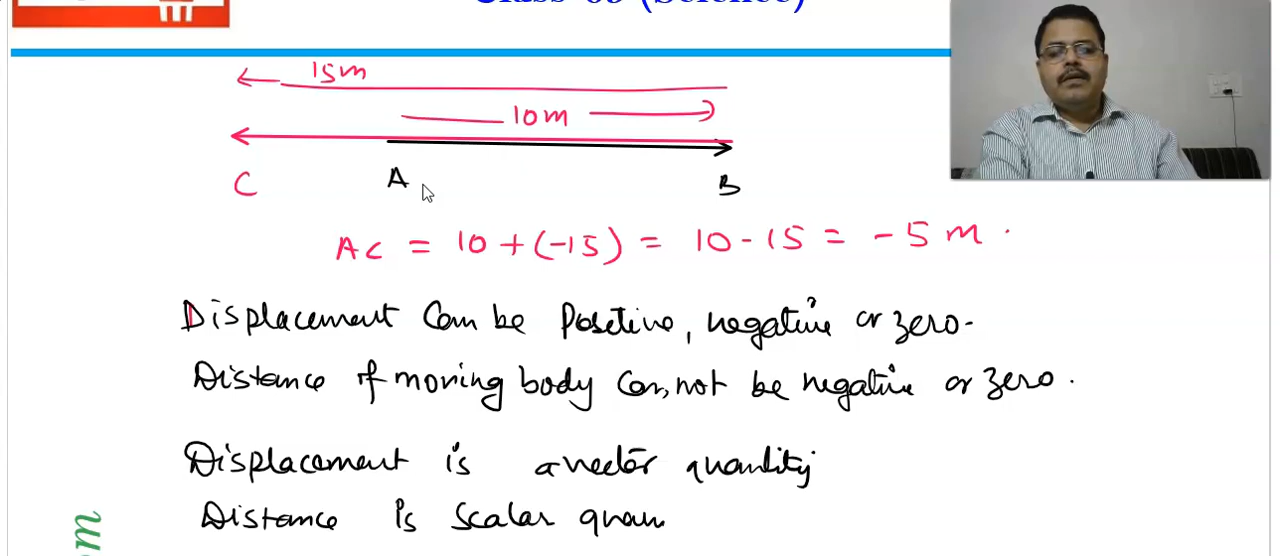 15m
10m
C A B
AC = 10 + (-15) = 10 - 15 = -5 m .
Displacement can be Positive, negative or zero.
Distance of moving body can not be negative or zero.
Displacement is a vector quantity
Distance is scalar quan